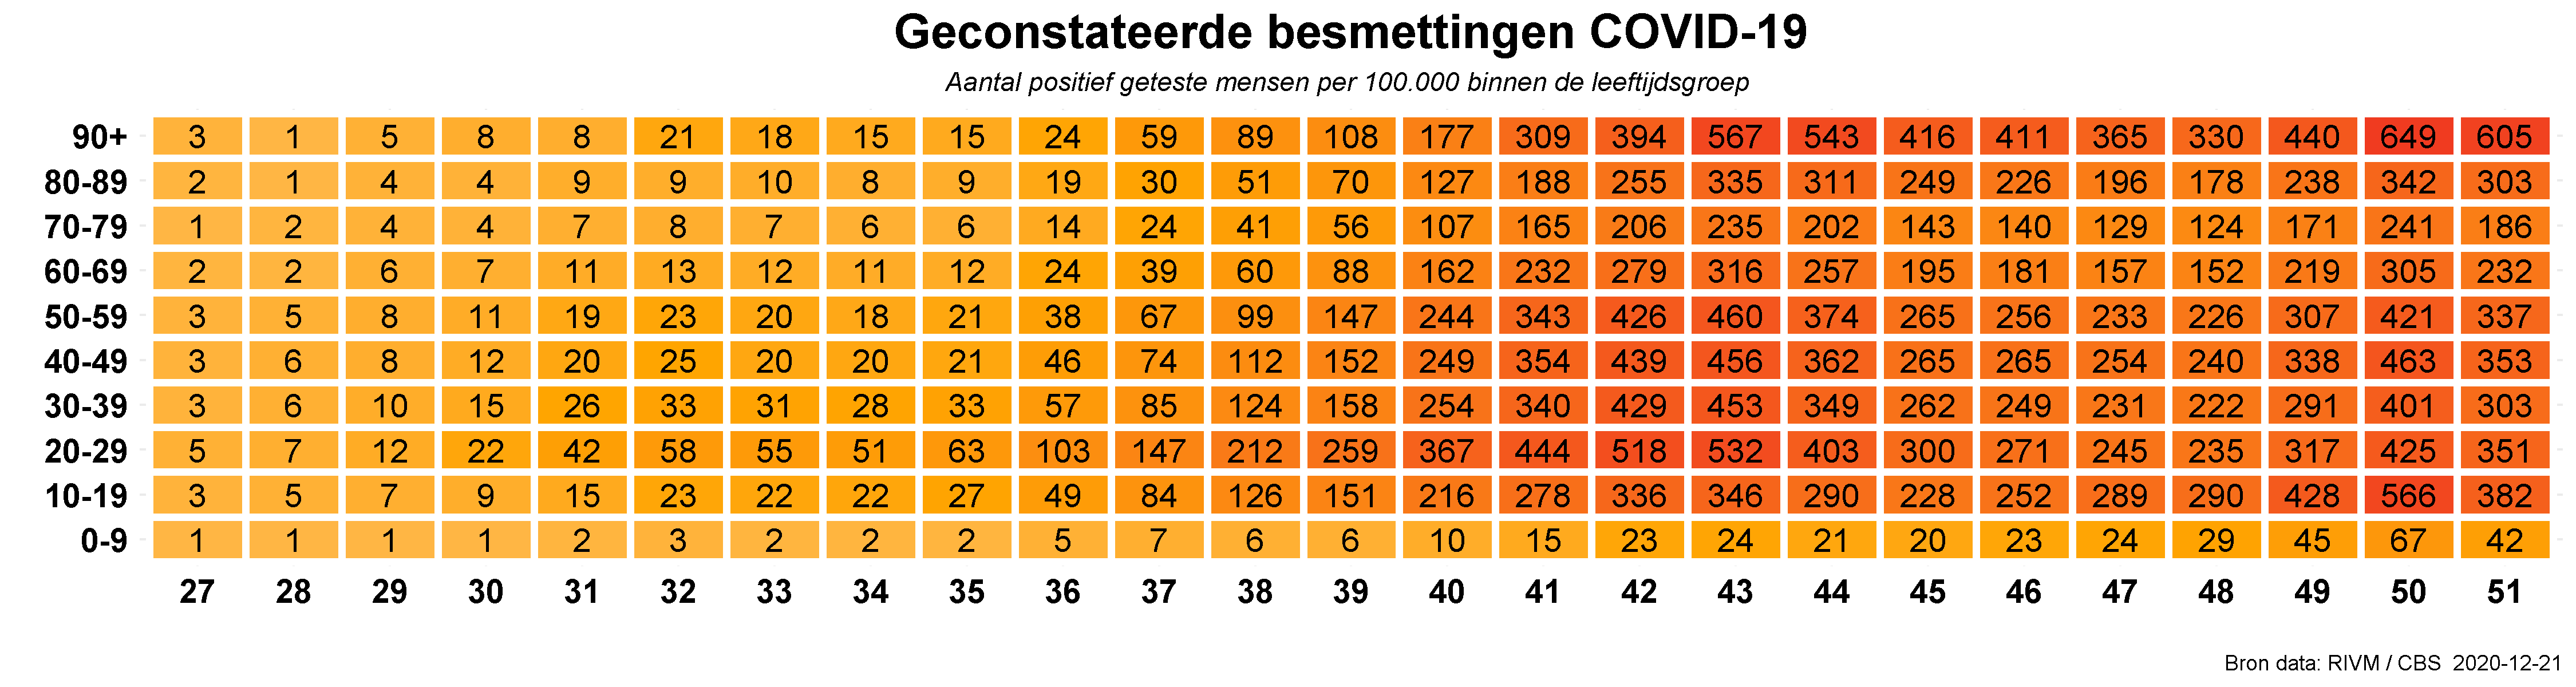 Geconstateerde besmettingen COVID-19
Aantal positief geteste mensen per 100.000 binnen de leeftijdsgroep
90+ 3 1 5 8 8 21 18 15 15 24 59 89 108 177 309 394 567 543 416 411 365 330 440 649 605
80-89 2 1 4 4 9 9 10 8 9 19 30 51 70 127 188 255 335 311 249 226 196 178 238 342 303
70-79 1 2 4 4 7 8 7 6 6 14 24 41 56 107 165 206 235 202 143 140 129 124 171 241 186
60-69 2 2 6 7 11 13 12 11 12 24 39 60 88 162 232 279 316 257 195 181 157 152 219 305 232
50-59 3 5 8 11 19 23 20 18 21 38 67 99 147 244 343 426 460 374 265 256 233 226 307 421 337
40-49 3 6 8 12 20 25 20 20 21 46 74 112 152 249 354 439 456 362 265 265 254 240 338 463 353
30-39 3 6 10 15 26 33 31 28 33 57 85 124 158 254 340 429 453 349 262 249 231 222 291 401 303
20-29 5 7 12 22 42 58 55 51 63 103 147 212 259 367 444 518 532 403 300 271 245 235 317 425 351
10-19 3 5 7 9 15 23 22 22 27 49 84 126 151 216 278 336 346 290 228 252 289 290 428 566 382
0-9 1 1 1 1 2 3 2 2 2 5 7 6 6 10 15 23 24 21 20 23 24 29 45 67 42
27 28 29 30 31 32 33 34 35 36 37 38 39 40 41 42 43 44 45 46 47 48 49 50 51
Bron data: RIVM / CBS 2020-12-21